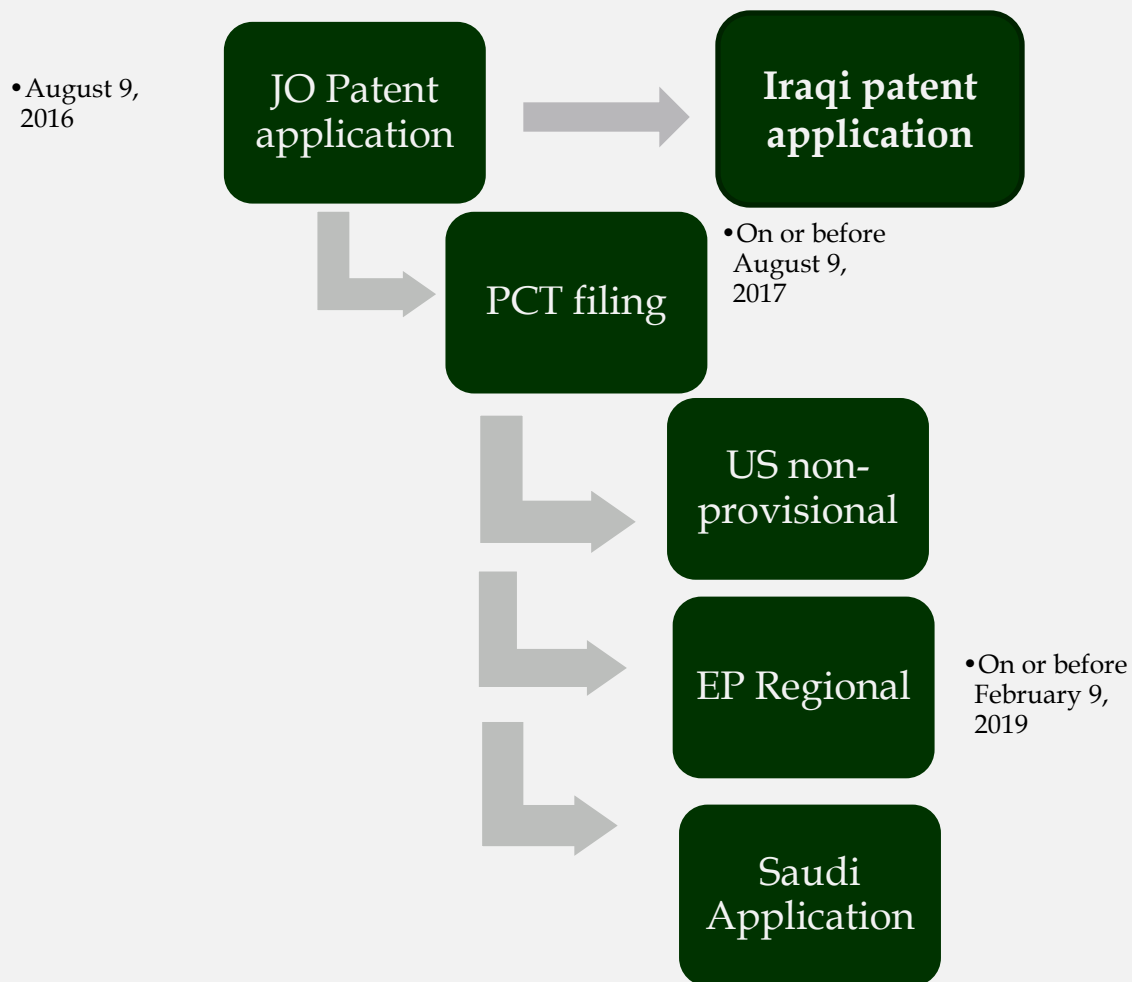 •August 9,
2016
JO Patent
application
Iraqi patent
application
PCT filing
•On or before
August 9,
2017
US non-
provisional
EP Regional
•On or before
February 9,
2019
Saudi
Application